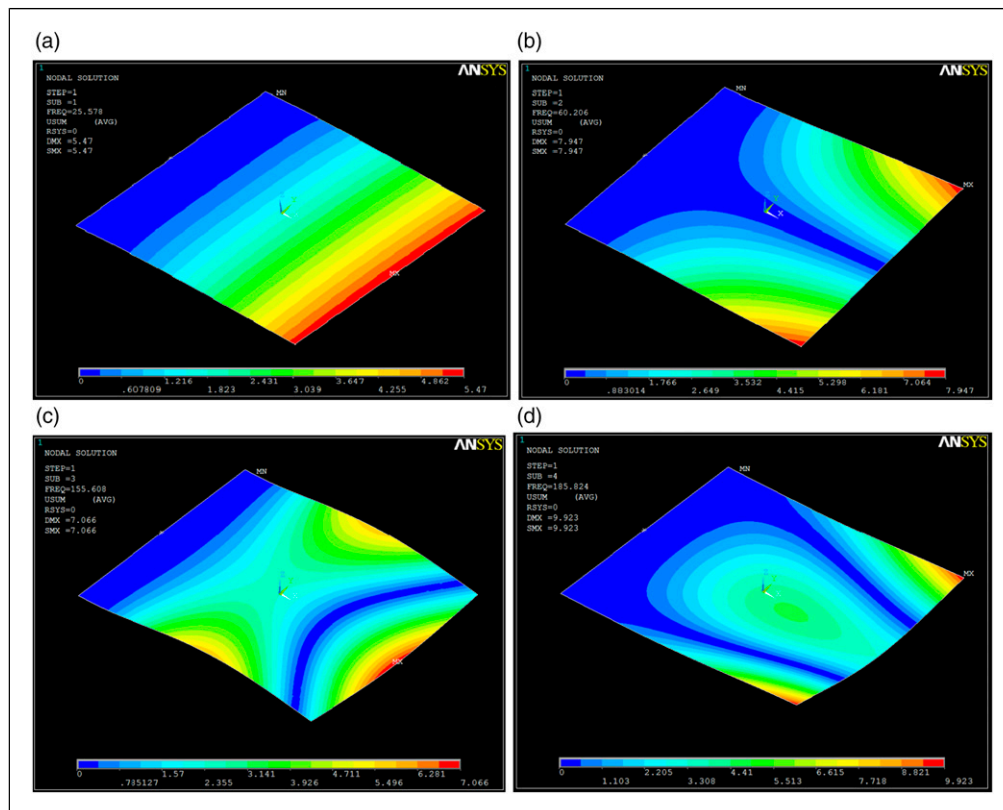 (a)
1
ANSYS
NODAL SOLUTION
STEP=1
SUB =1
FREQ=25.578
USUM (AVG)
RSYS=0
DMX =5.47
SMX =5.47
MN
MX
0 1.216 2.431 3.647 4.862
.607809 1.823 3.039 4.255 5.47
(b)
1
ANSYS
NODAL SOLUTION
STEP=1
SUB =2
FREQ=60.206
USUM (AVG)
RSYS=0
DMX =7.947
SMX =7.947
MN
MX
X
0 1.766 3.532 5.298 7.064
.883014 2.649 4.415 6.181 7.947
(c)
1
ANSYS
NODAL SOLUTION
STEP=1
SUB =3
FREQ=155.608
USUM (AVG)
RSYS=0
DMX =7.066
SMX =7.066
MN
MX
0 1.57 3.141 4.711 6.281
.785127 2.355 3.926 5.496 7.066
(d)
1
ANSYS
NODAL SOLUTION
STEP=1
SUB =4
FREQ=185.824
USUM (AVG)
RSYS=0
DMX =9.923
SMX =9.923
MN
MX
0 2.205 4.41 6.615 8.821
1.103 3.308 5.513 7.718 9.923